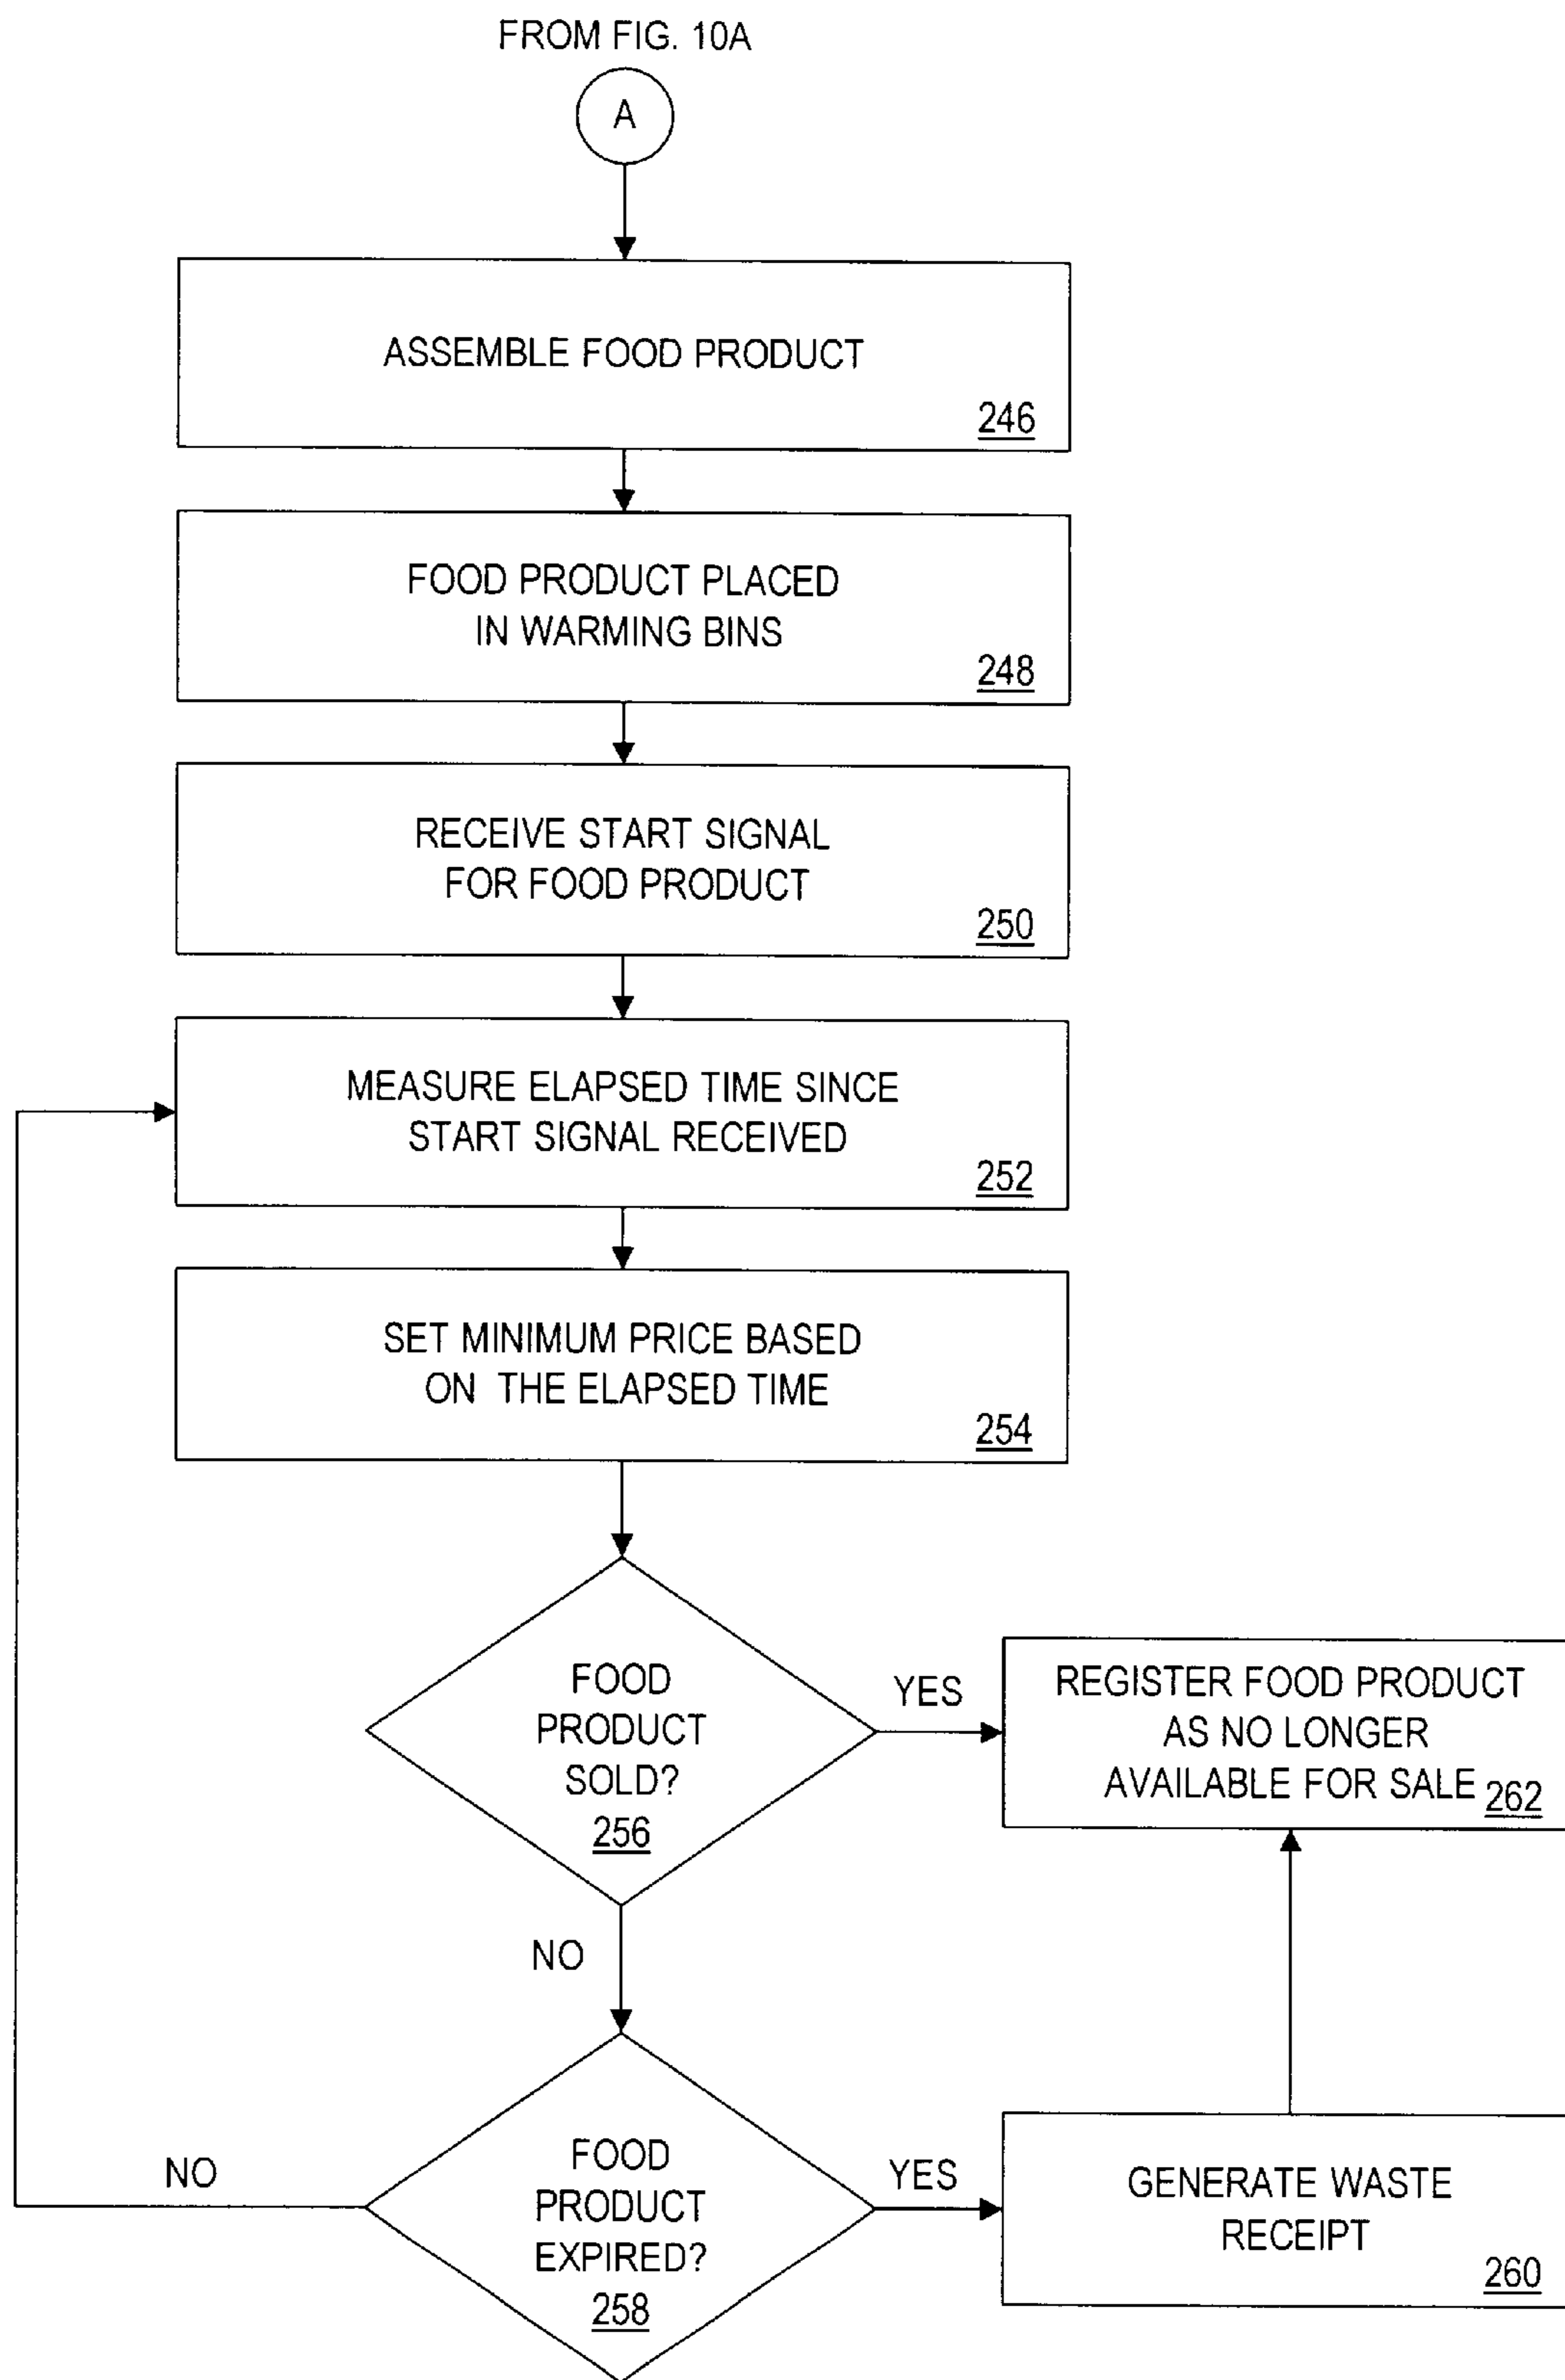 FROM FIG. 10A
A
ASSEMBLE FOOD PRODUCT
246
FOOD PRODUCT PLACED
IN WARMING BINS
248
RECEIVE START SIGNAL
FOR FOOD PRODUCT
250
MEASURE ELAPSED TIME SINCE
START SIGNAL RECEIVED
252
SET MINIMUM PRICE BASED
ON THE ELAPSED TIME
254
FOOD
PRODUCT
SOLD?
256
YES
REGISTER FOOD PRODUCT
AS NO LONGER
AVAILABLE FOR SALE
262
NO
FOOD
PRODUCT
EXPIRED?
258
NO
YES
GENERATE WASTE
RECEIPT
260